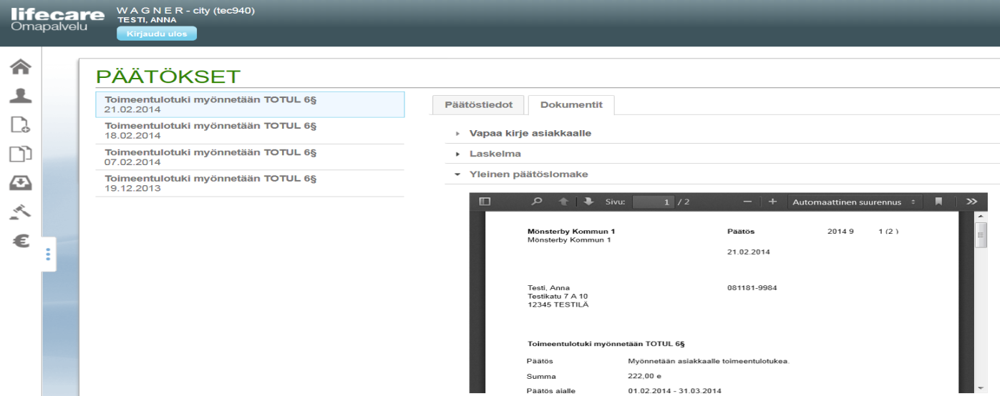 lifecare
Omapalvelu
W A G N E R - city (tec940)
TESTI, ANNA
Kirjaudu ulos
PÄÄTÖKSET
Toimeentulotuki myönnetään TOTUL 6§
21.02.2014
Toimeentulotuki myönnetään TOTUL 6§
18.02.2014
Toimeentulotuki myönnetään TOTUL 6§
07.02.2014
Toimeentulotuki myönnetään TOTUL 6§
19.12.2013
Päätöstiedot Dokumentit
Vapaa kirje asiakkaalle
Laskelma
Yleinen päätöslomake
Sivu: 1 / 2 Automaattinen suurennus
Mönsterby Kommun 1 Päätös 2014 9 1 (2 )
Mönsterby Kommun 1
21.02.2014
Testi, Anna 081181-9984
Testikatu 7 A 10
12345 TESTILÄ
Toimeentulotuki myönnetään TOTUL 6§
Päätös Myönnetään asiakkaalle toimeentulotukea.
Summa 222,00 e
Päätös ajalle 01.02.2014 - 31.03.2014